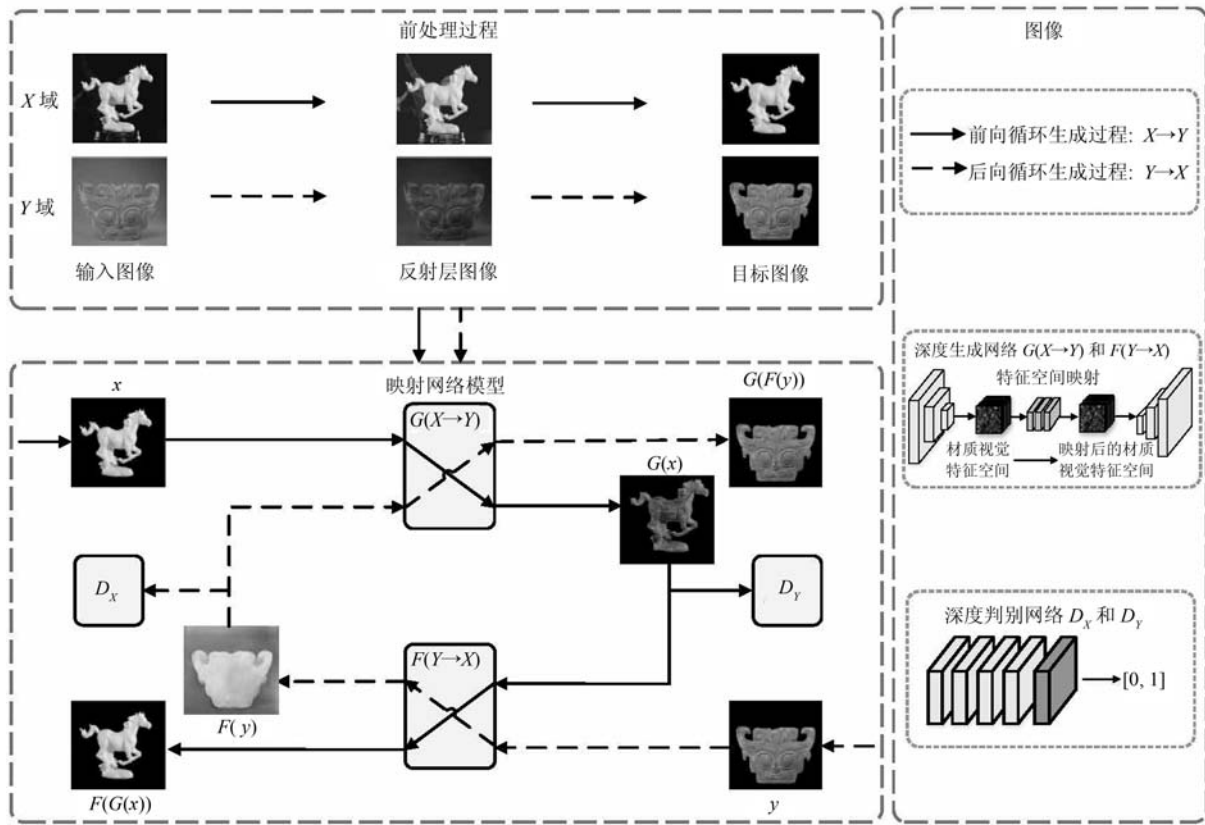 前处理过程
X 域
Y 域
输入图像
反射层图像
目标图像
映射网络模型
x
G(X→Y)
G(F(y))
G(x)
D_X
D_Y
F(Y→X)
F( y)
F(G(x))
y
图像
前向循环生成过程: X→Y
后向循环生成过程: Y→X
深度生成网络 G(X→Y) 和 F(Y→X)
特征空间映射
材质视觉
特征空间
映射后的材质
视觉特征空间
深度判别网络 D_X 和 D_Y
[0, 1]